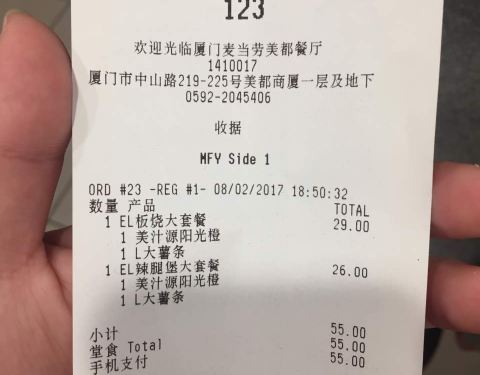 123
欢迎光临厦门麦当劳美都餐厅
1410017
厦门市中山路219-225号美都商厦一层及地下
0592-2045406
收据
MFY Side 1
ORD #23 -REG #1- 08/02/2017 18:50:32
数量 产品 TOTAL
1 EL板烧大套餐 29.00
1 美汁源阳光橙
1 L大薯条
1 EL辣腿堡大套餐 26.00
1 美汁源阳光橙
1 L大薯条
小计 55.00
堂食 Total 55.00
手机支付 55.00